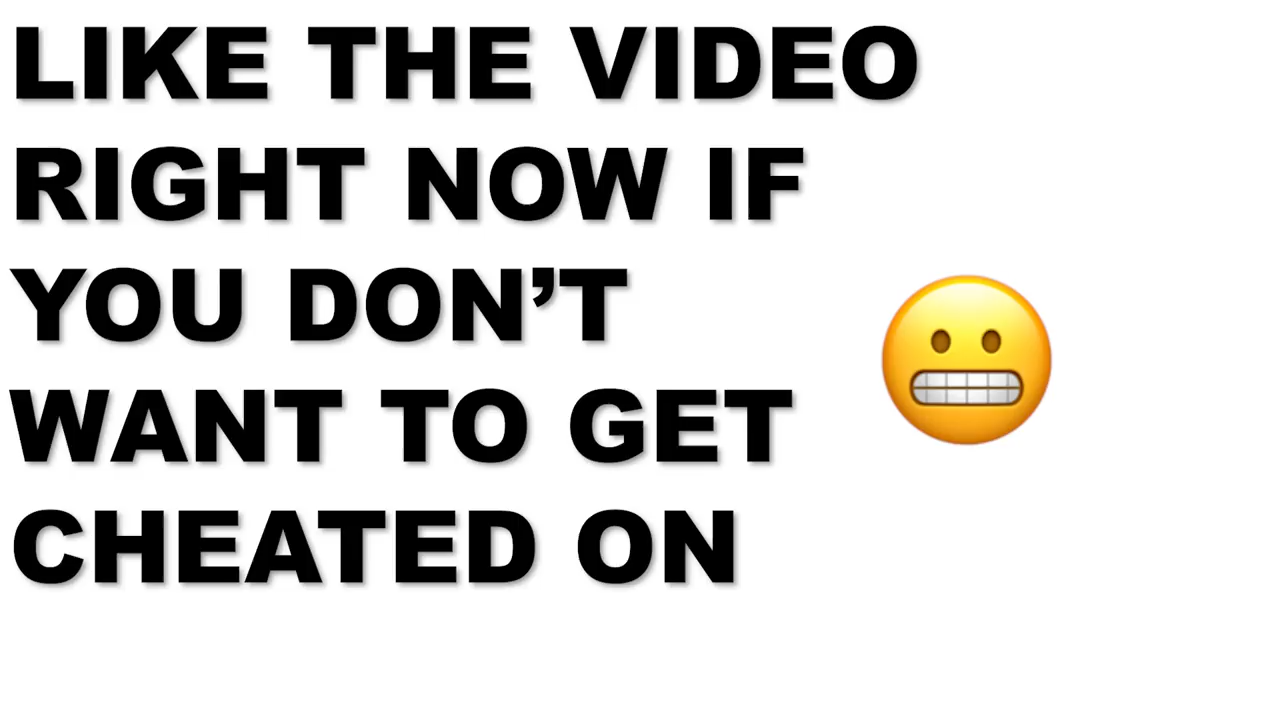 LIKE THE VIDEO
RIGHT NOW IF
YOU DON’T
WANT TO GET
CHEATED ON